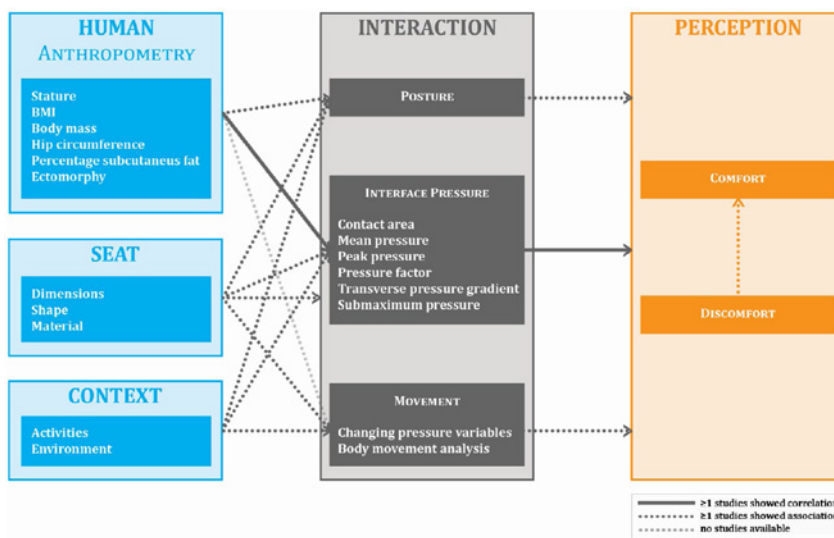 HUMAN
ANTHROPOMETRY
Stature
BMI
Body mass
Hip circumference
Percentage subcutaneus fat
Ectomorphy
SEAT
Dimensions
Shape
Material
CONTEXT
Activities
Environment
INTERACTION
POSTURE
INTERFACE PRESSURE
Contact area
Mean pressure
Peak pressure
Pressure factor
Transverse pressure gradient
Submaximum pressure
MOVEMENT
Changing pressure variables
Body movement analysis
PERCEPTION
COMFORT
DISCOMFORT
≥1 studies showed correlation
≥1 studies showed association
no studies available